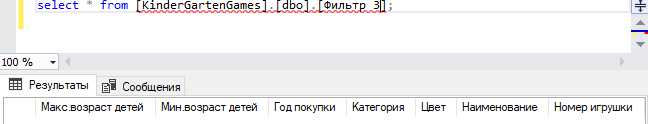 select * from [KinderGartenGames].[dbo].[Фильтр 3];
100 %
Результаты Сообщения
Макс.возраст детей Мин.возраст детей Год покупки Категория Цвет Наименование Номер игрушки